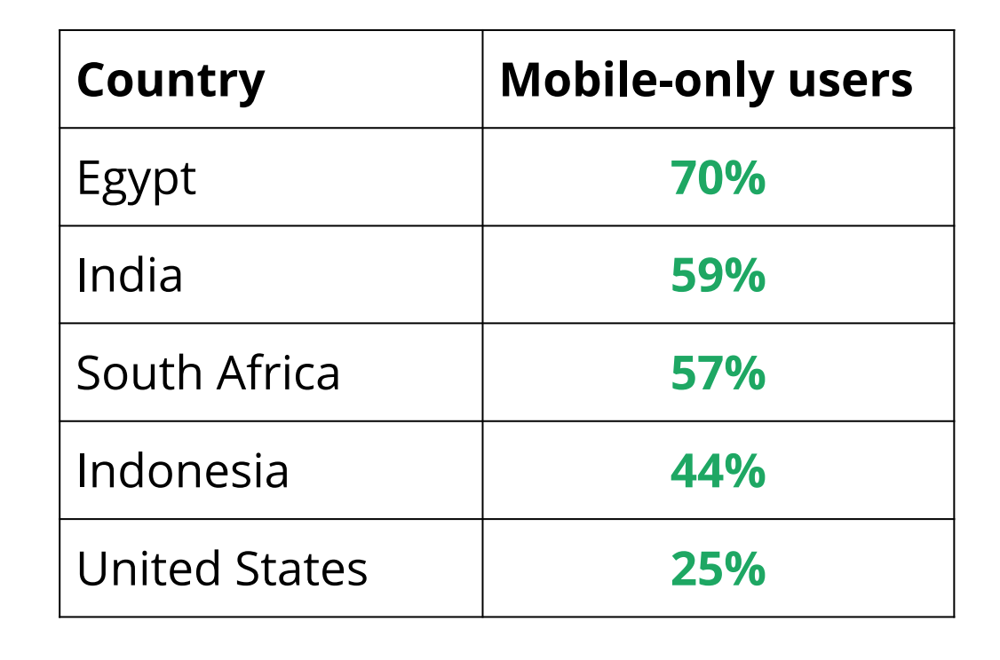 Country Mobile-only users
Egypt 70%
India 59%
South Africa 57%
Indonesia 44%
United States 25%